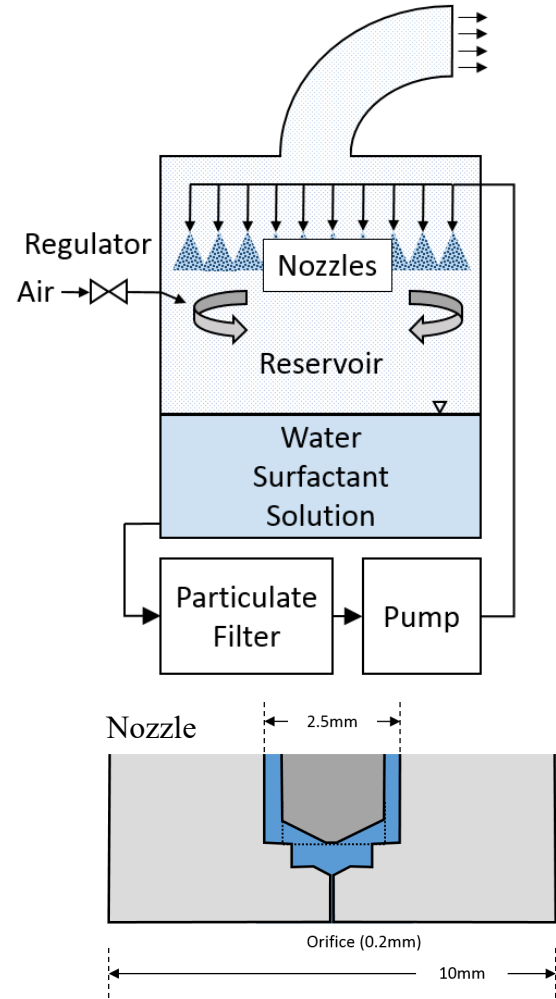 Regulator
Air
Nozzles
Reservoir
Water
Surfactant
Solution
Particulate
Filter
Pump
Nozzle
2.5mm
Orifice (0.2mm)
10mm